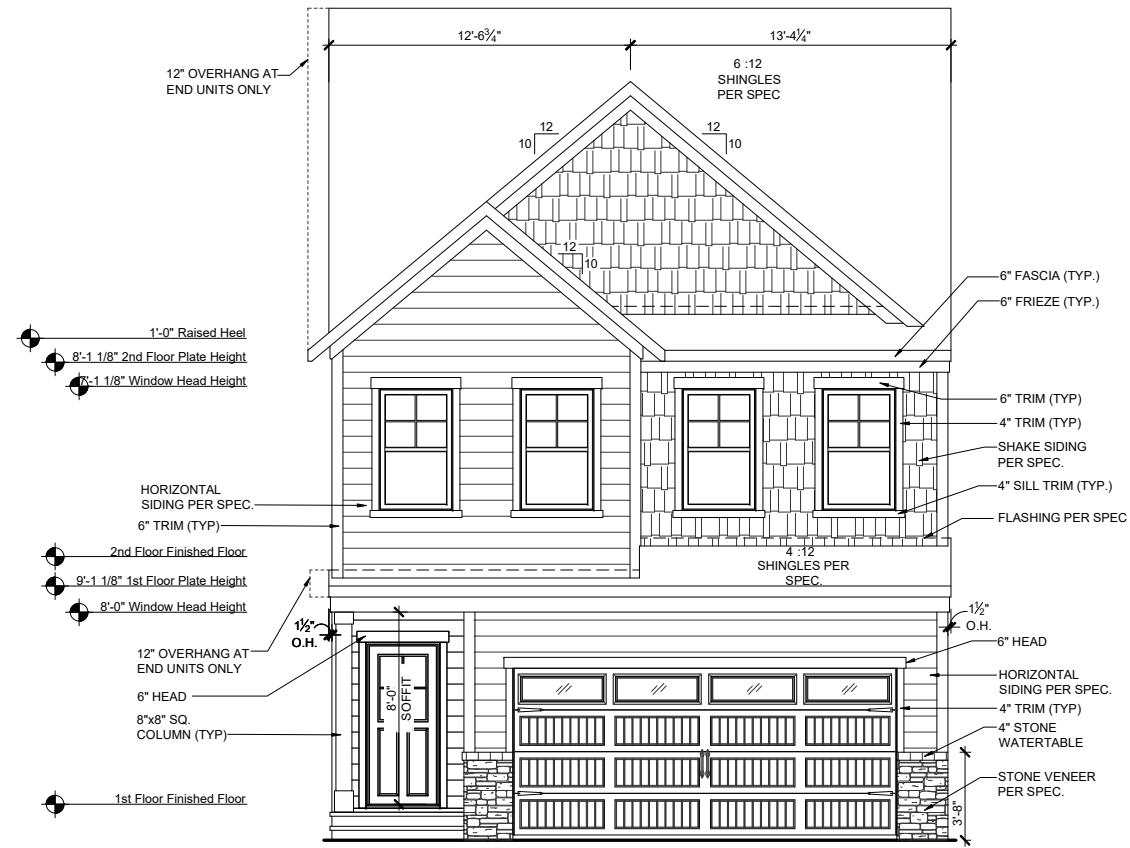 12'-6¾"
13'-4¼"
6 :12
SHINGLES
PER SPEC
12" OVERHANG AT
END UNITS ONLY
12
10
12
10
12
10
6" FASCIA (TYP.)
6" FRIEZE (TYP.)
1'-0" Raised Heel
8'-1 1/8" 2nd Floor Plate Height
7'-1 1/8" Window Head Height
6" TRIM (TYP)
4" TRIM (TYP)
SHAKE SIDING
PER SPEC.
4" SILL TRIM (TYP.)
FLASHING PER SPEC
HORIZONTAL
SIDING PER SPEC.
6" TRIM (TYP)
2nd Floor Finished Floor
4 :12
SHINGLES PER
SPEC.
9'-1 1/8" 1st Floor Plate Height
8'-0" Window Head Height
1½"
O.H.
1½"
O.H.
12" OVERHANG AT
END UNITS ONLY
6" HEAD
8"x8" SQ.
COLUMN (TYP)
8'-0"
SOFFIT
6" HEAD
HORIZONTAL
SIDING PER SPEC.
4" TRIM (TYP)
4" STONE
WATERTABLE
STONE VENEER
PER SPEC.
3'-8"
1st Floor Finished Floor